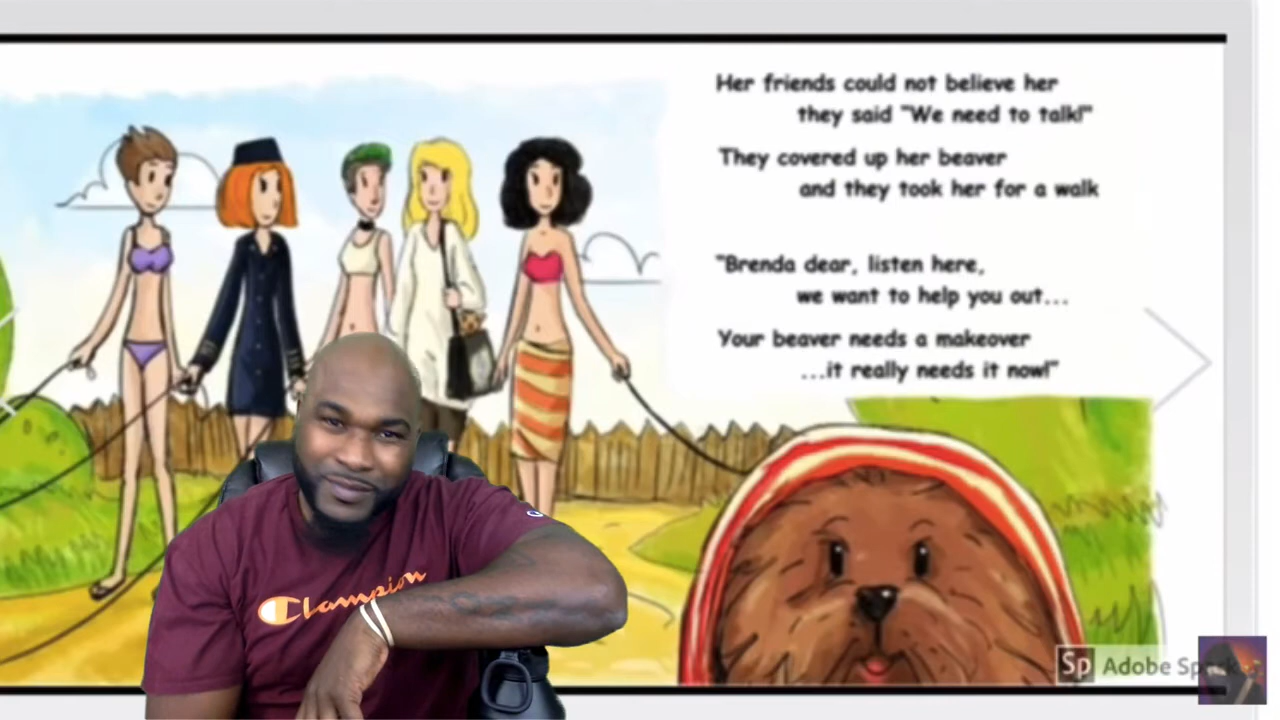 Her friends could not believe her
they said "We need to talk!"
They covered up her beaver
and they took her for a walk
"Brenda dear, listen here,
we want to help you out...
Your beaver needs a makeover
...it really needs it now!"
Champion
Sp Adobe Spark